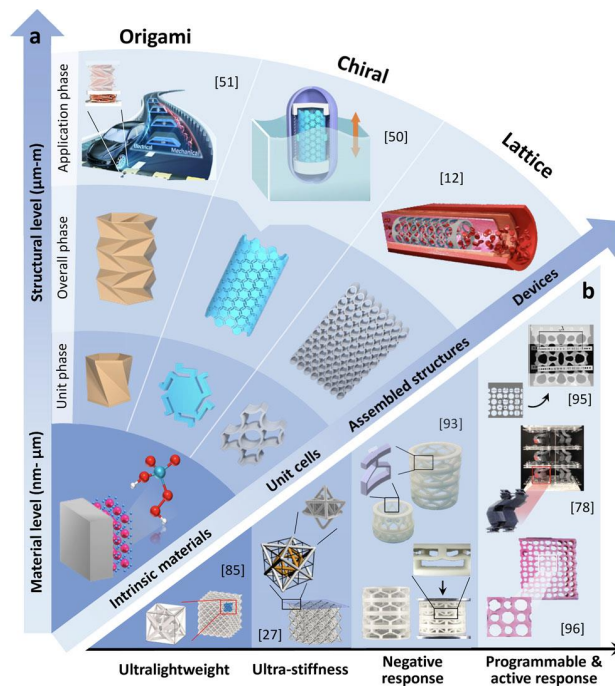 a
Origami
Chiral
Lattice
Structural level (μm-m)
Application phase
Overall phase
Unit phase
Material level (nm- μm)
[51]
Electrical
Mechanical
[50]
[12]
Intrinsic materials
Unit cells
Assembled structures
Devices
b
[85]
[27]
[93]
[95]
[78]
[96]
Ultralightweight
Ultra-stiffness
Negative
response
Programmable &
active response